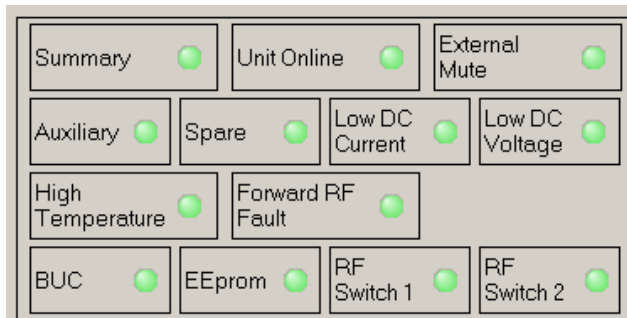 Summary
Unit Online
External
Mute
Auxiliary
Spare
Low DC
Current
Low DC
Voltage
High
Temperature
Forward RF
Fault
BUC
EEprom
RF
Switch 1
RF
Switch 2